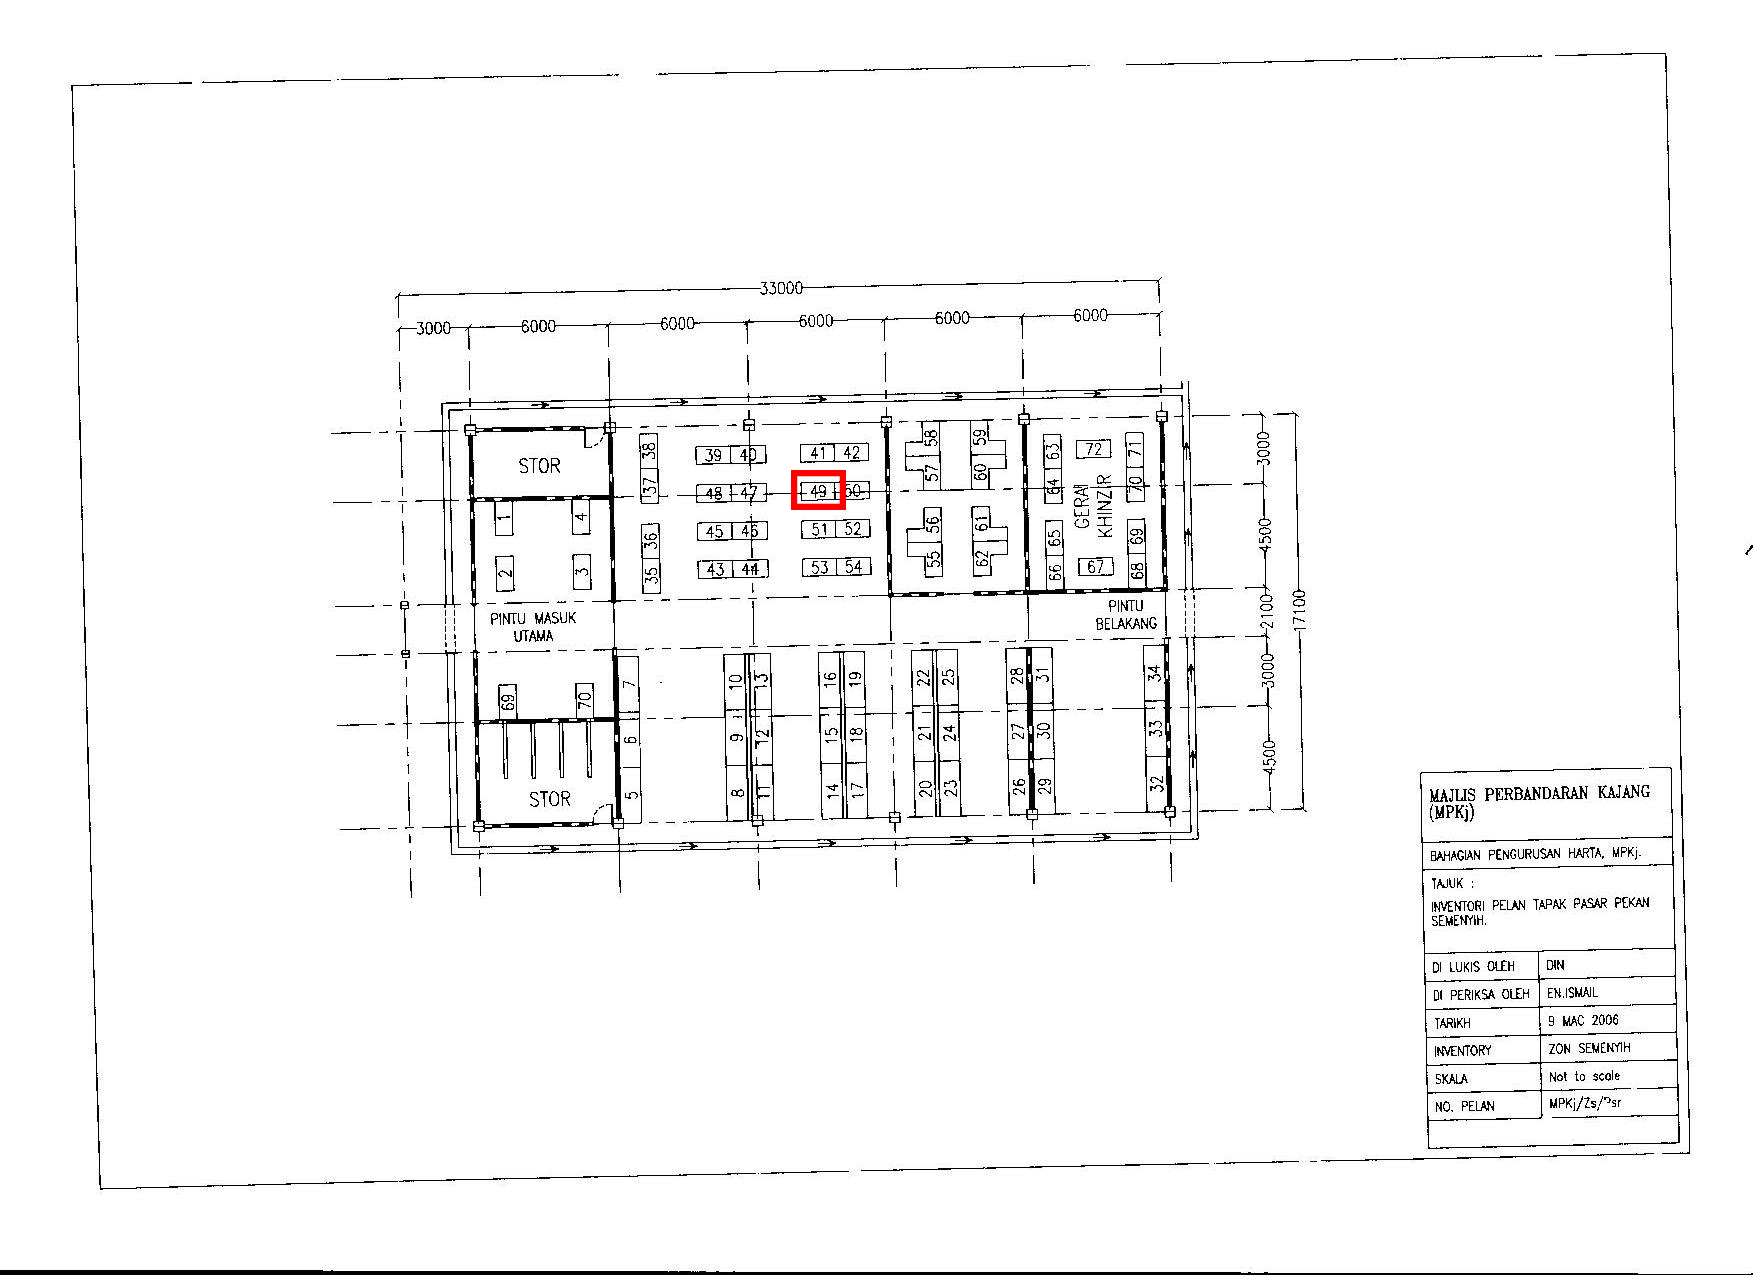 33000
3000 6000 6000 6000 6000 6000
STOR
38
37
36
35
39 40 41 42
48 47 49 50
45 46 51 52
43 44 53 54
58
57
59
60
56
55
61
62
63
64
65
66
72
GERAI
KHINZIR
67
71
70
69
68
1 4
2 3
PINTU MASUK
UTAMA
PINTU
BELAKANG
3000
4500
2100
3000
4500
17100
69 70
STOR
7 10 13 16 19 22 25 28 31 34
6 9 12 15 18 21 24 27 30 33
5 8 11 14 17 20 23 26 29 32
MAJLIS PERBANDARAN KAJANG
(MPKj)
BAHAGIAN PENGURUSAN HARTA, MPKj.
TAJUK :
INVENTORI PELAN TAPAK PASAR PEKAN
SEMENYIH.
DI LUKIS OLEH DIN
DI PERIKSA OLEH EN.ISMAIL
TARIKH 9 MAC 2006
INVENTORY ZON SEMENYIH
SKALA Not to scale
NO. PELAN MPKj/Zs/